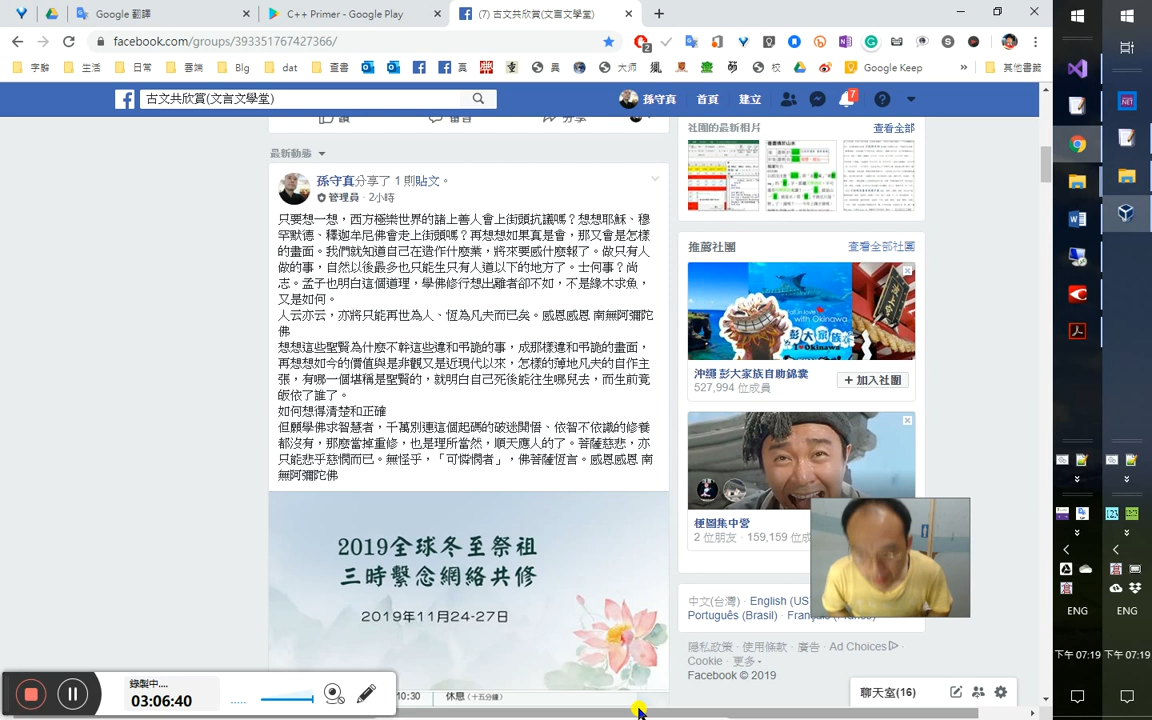 Google 翻譯
C++ Primer - Google Play
(7) 古文共欣賞(文言文學堂)
facebook.com/groups/393351767427366/
字辭
生活
日常
雲端
Blg
dat
查書
真
異
大师
校
Google Keep
其他書籤
古文共欣賞(文言文學堂)
孫守真
首頁
建立
7
讚
留言
分享
最新動態
孫守真分享了 1 則貼文。
管理員 · 2小時
只要想一想，西方極樂世界的諸上善人會上街頭抗議嗎？想想耶穌、穆
罕默德、釋迦牟尼佛會走上街頭嗎？再想想如果真是會，那又會是怎樣
的畫面。我們就知道自己在造作什麼業，將來要感什麼報了。做只有人
做的事，自然以後最多也只能生只有人道以下的地方了。士何事？尚
志。孟子也明白這個道理，學佛修行想出離者卻不如，不是緣木求魚，
又是如何。
人云亦云，亦將只能再世為人、恆為凡夫而已矣。感恩感恩 南無阿彌陀
佛
想想這些聖賢為什麼不幹這些違和弔詭的事，成那樣違和弔詭的畫面，
再想想如今的價值與是非觀又是近現代以來，怎樣的薄地凡夫的自作主
張，有哪一個堪稱是聖賢的，就明白自己死後能往生哪兒去，而生前竟
皈依了誰了。
如何想得清楚和正確
但願學佛求智慧者，千萬別連這個起碼的破迷開悟、依智不依識的修養
都沒有，那麼當掉重修，也是理所當然，順天應人的了。菩薩慈悲，亦
只能悲乎慈憫而已。無怪乎，「可憐憫者」，佛菩薩恆言。感恩感恩 南
無阿彌陀佛
2019全球冬至祭祖
三時繫念網絡共修
2019年11月24-27日
10:30
休息（十五分鐘）
社團的最新相片
查看全部
推薦社團
查看全部社團
沖繩 彭大家族自助錦囊
527,994 位成員
加入社團
梗圖集中營
2 位朋友 · 159,159 位成
中文(台灣) · English (US
Português (Brasil) · Français (France)
隱私政策 · 使用條款 · 廣告 · Ad Choices
Cookie · 更多
Facebook © 2019
聊天室(16)
錄製中....
03:06:40
ENG
ENG
下午 07:19
下午 07:19